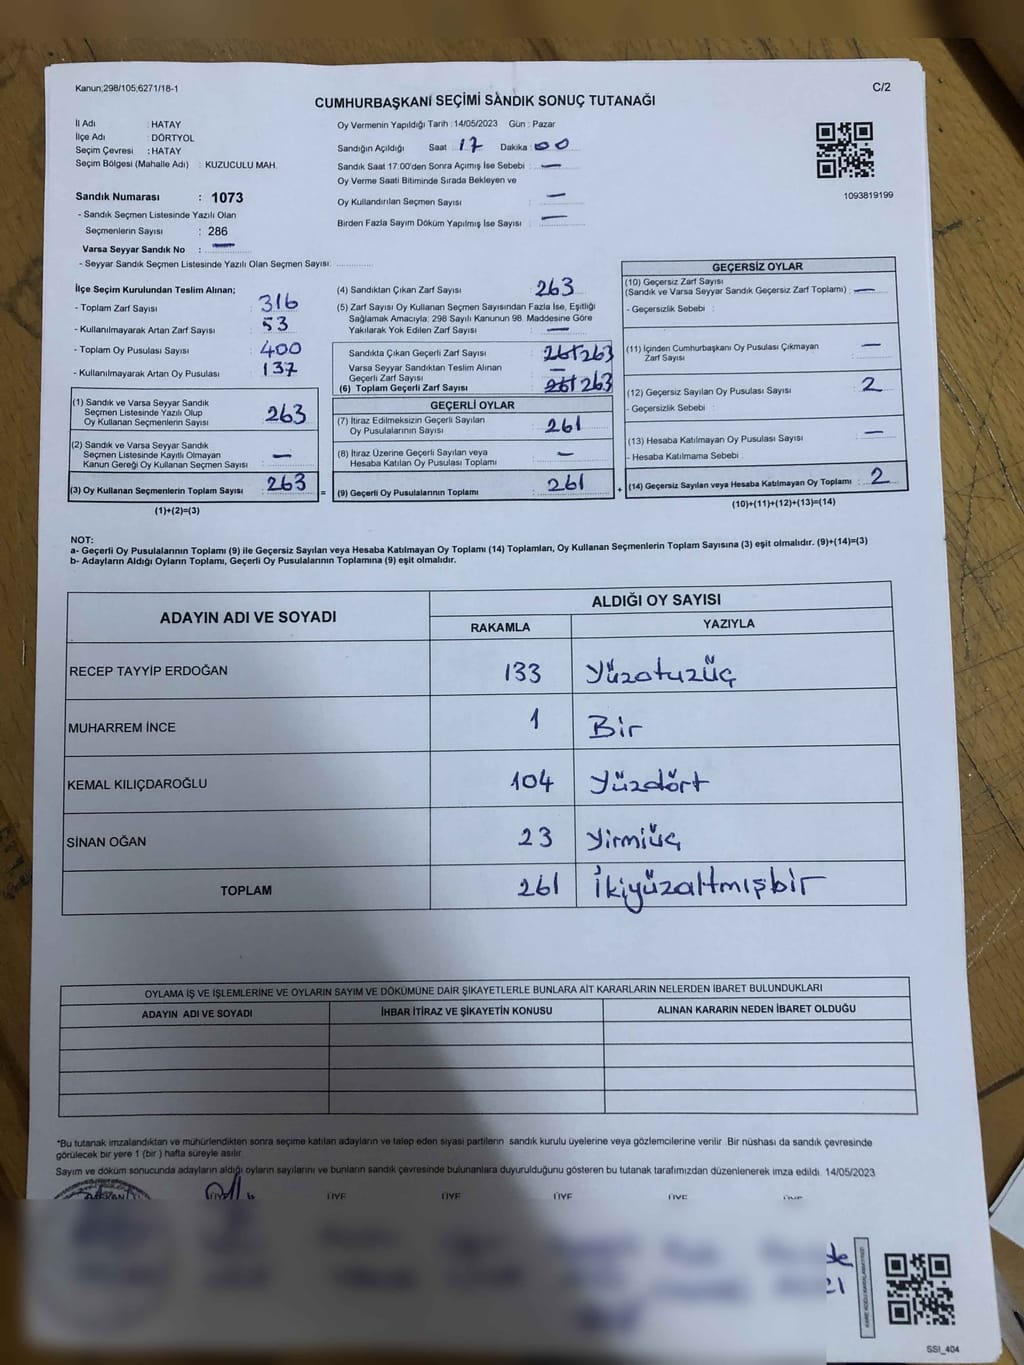 Kanun;298/105;6271/18-1
C/2
CUMHURBAŞKANI SEÇİMİ SANDIK SONUÇ TUTANAĞI
İl Adı : HATAY
İlçe Adı : DÖRTYOL
Seçim Çevresi : HATAY
Seçim Bölgesi (Mahalle Adı) : KUZUCULU MAH.
Oy Vermenin Yapıldığı Tarih : 14/05/2023 Gün : Pazar
Sandığın Açıldığı Saat : 17 Dakika : 00
Sandık Saat 17:00'den Sonra Açımış İse Sebebi : —
Oy Verme Saati Bitiminde Sırada Bekleyen ve
Oy Kullandırılan Seçmen Sayısı : —
Birden Fazla Sayım Döküm Yapılmış İse Sayısı : —
1093819199
Sandık Numarası : 1073
- Sandık Seçmen Listesinde Yazılı Olan
Seçmenlerin Sayısı : 286
Varsa Seyyar Sandık No : —
- Seyyar Sandık Seçmen Listesinde Yazılı Olan Seçmen Sayısı:
İlçe Seçim Kurulundan Teslim Alınan;
- Toplam Zarf Sayısı : 316
- Kullanılmayarak Artan Zarf Sayısı : 53
- Toplam Oy Pusulası Sayısı : 400
- Kullanılmayarak Artan Oy Pusulası : 137
(1) Sandık ve Varsa Seyyar Sandık
Seçmen Listesinde Yazılı Olup
Oy Kullanan Seçmenlerin Sayısı : 263
(2) Sandık ve Varsa Seyyar Sandık
Seçmen Listesinde Kayıtlı Olmayan
Kanun Gereği Oy Kullanan Seçmen Sayısı : —
(3) Oy Kullanan Seçmenlerin Toplam Sayısı : 263
(1)+(2)=(3)
(4) Sandıktan Çıkan Zarf Sayısı : 263
(5) Zarf Sayısı Oy Kullanan Seçmen Sayısından Fazla İse, Eşitliği
Sağlamak Amacıyla; 298 Sayılı Kanunun 98. Maddesine Göre
Yakılarak Yok Edilen Zarf Sayısı : —
Sandıkta Çıkan Geçerli Zarf Sayısı : 261 263
Varsa Seyyar Sandıktan Teslim Alınan
Geçerli Zarf Sayısı : —
(6) Toplam Geçerli Zarf Sayısı : 261 263
GEÇERLİ OYLAR
(7) İtiraz Edilmeksizin Geçerli Sayılan
Oy Pusulalarının Sayısı : 261
(8) İtiraz Üzerine Geçerli Sayılan veya
Hesaba Katılan Oy Pusulası Toplamı : —
= (9) Geçerli Oy Pusulalarının Toplamı : 261
GEÇERSİZ OYLAR
(10) Geçersiz Zarf Sayısı
(Sandık ve Varsa Seyyar Sandık Geçersiz Zarf Toplamı) : —
- Geçersizlik Sebebi :
(11) İçinden Cumhurbaşkanı Oy Pusulası Çıkmayan
Zarf Sayısı : —
(12) Geçersiz Sayılan Oy Pusulası Sayısı : 2
- Geçersizlik Sebebi :
(13) Hesaba Katılmayan Oy Pusulası Sayısı : —
- Hesaba Katılmama Sebebi :
+ (14) Geçersiz Sayılan veya Hesaba Katılmayan Oy Toplamı : 2
(10)+(11)+(12)+(13)=(14)
NOT:
a- Geçerli Oy Pusulalarının Toplamı (9) ile Geçersiz Sayılan veya Hesaba Katılmayan Oy Toplamı (14) Toplamları, Oy Kullanan Seçmenlerin Toplam Sayısına (3) eşit olmalıdır. (9)+(14)=(3)
b- Adayların Aldığı Oyların Toplamı, Geçerli Oy Pusulalarının Toplamına (9) eşit olmalıdır.
ADAYIN ADI VE SOYADI ALDIĞI OY SAYISI
RAKAMLA YAZIYLA
RECEP TAYYİP ERDOĞAN 133 Yüzotuzüç
MUHARREM İNCE 1 Bir
KEMAL KILIÇDAROĞLU 104 Yüzdört
SİNAN OĞAN 23 Yirmiüç
TOPLAM 261 İkiyüzaltmışbir
OYLAMA İŞ VE İŞLEMLERİNE VE OYLARIN SAYIM VE DÖKÜMÜNE DAİR ŞİKAYETLERLE BUNLARA AİT KARARLARIN NELERDEN İBARET BULUNDUKLARI
ADAYIN ADI VE SOYADI İHBAR İTİRAZ VE ŞİKAYETİN KONUSU ALINAN KARARIN NEDEN İBARET OLDUĞU
*Bu tutanak imzalandıktan ve mühürlendikten sonra seçime katılan adayların ve talep eden siyasi partilerin sandık kurulu üyelerine veya gözlemcilerine verilir. Bir nüshası da sandık çevresinde
görülecek bir yere 1 (bir ) hafta süreyle asılır.
Sayım ve döküm sonucunda adayların aldığı oyların sayılarını ve bunların sandık çevresinde bulunanlara duyurulduğunu gösteren bu tutanak tarafımızdan düzenlenerek imza edildi. 14/05/2023
BAŞKAN ÜYE ÜYE ÜYE ÜYE ÜYE ÜYE
SSI_404